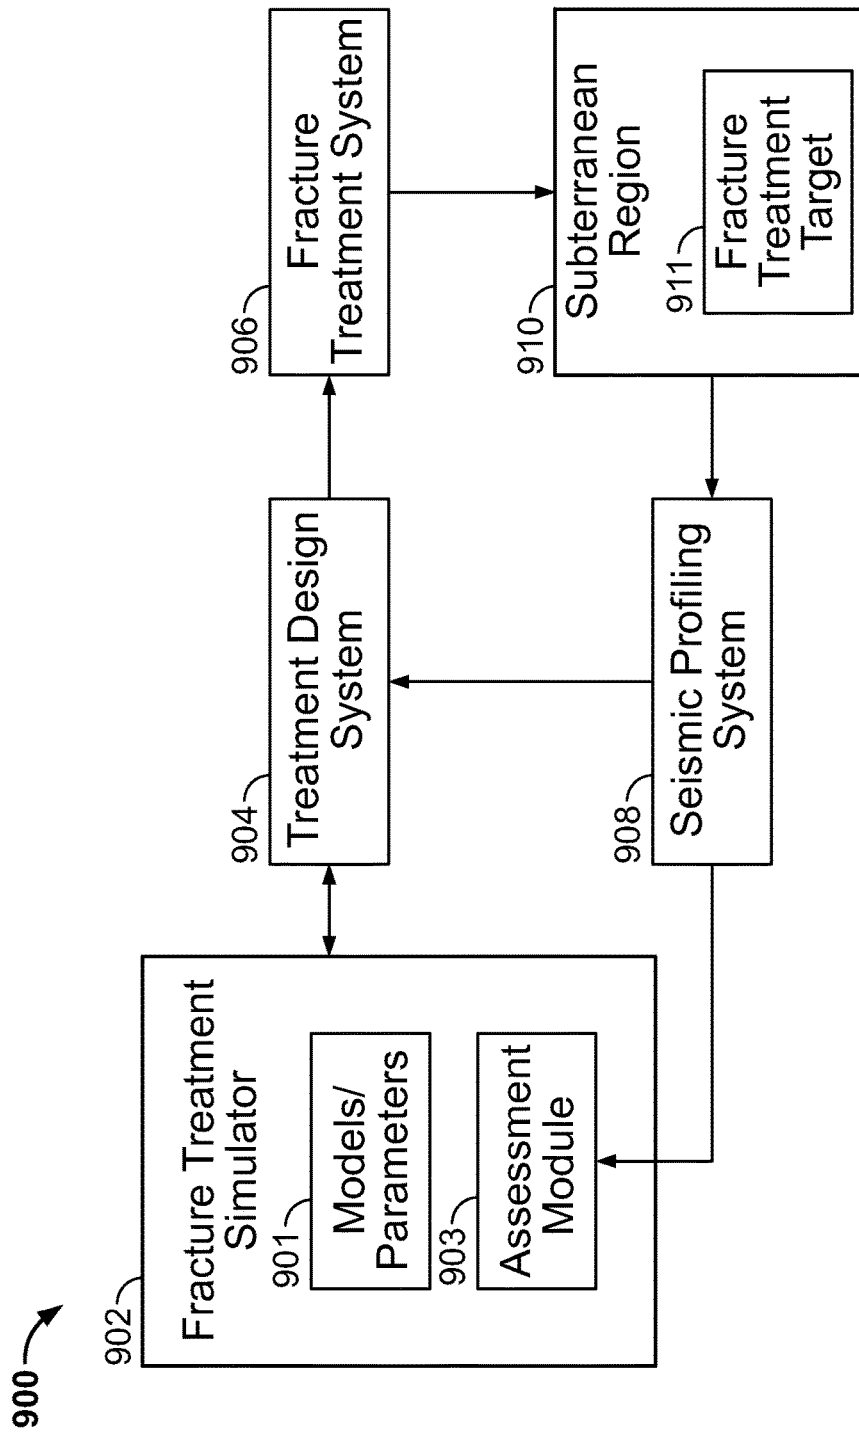 900
902
Fracture Treatment
Simulator
901
Models/
Parameters
903
Assessment
Module
904
Treatment Design
System
906
Fracture
Treatment System
908
Seismic Profiling
System
910
Subterranean
Region
911
Fracture
Treatment
Target